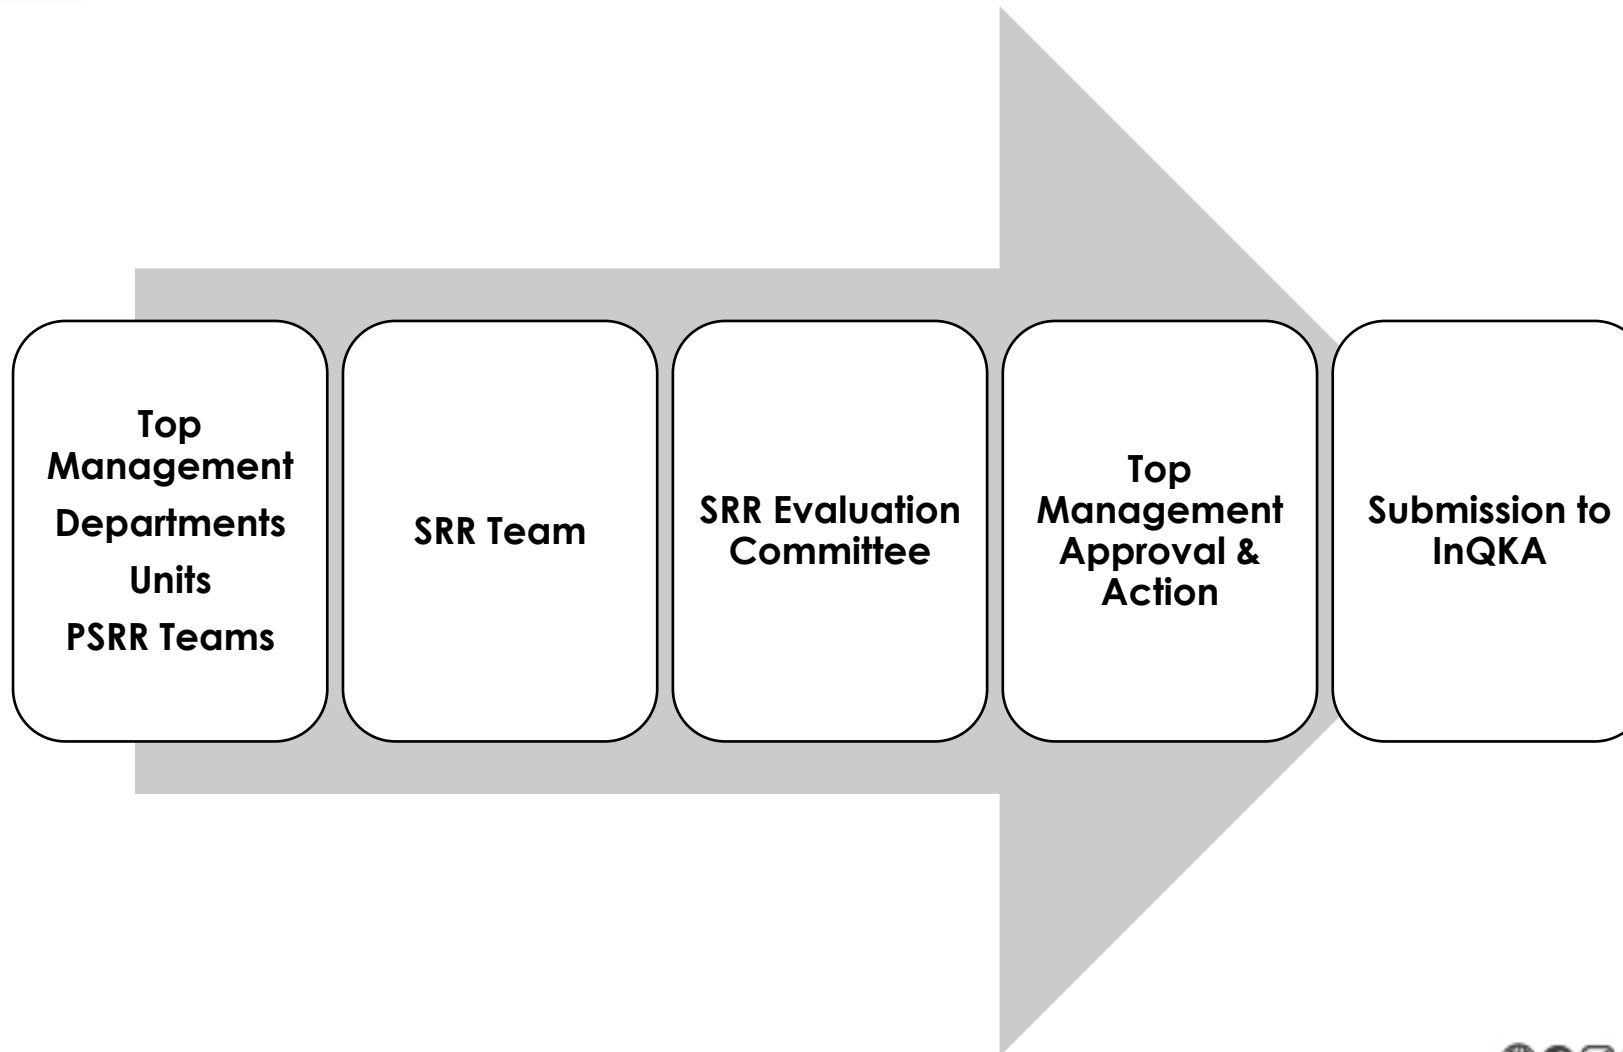 Top
Management
Departments
Units
PSRR Teams
SRR Team
SRR Evaluation
Committee
Top
Management
Approval &
Action
Submission to
InQKA